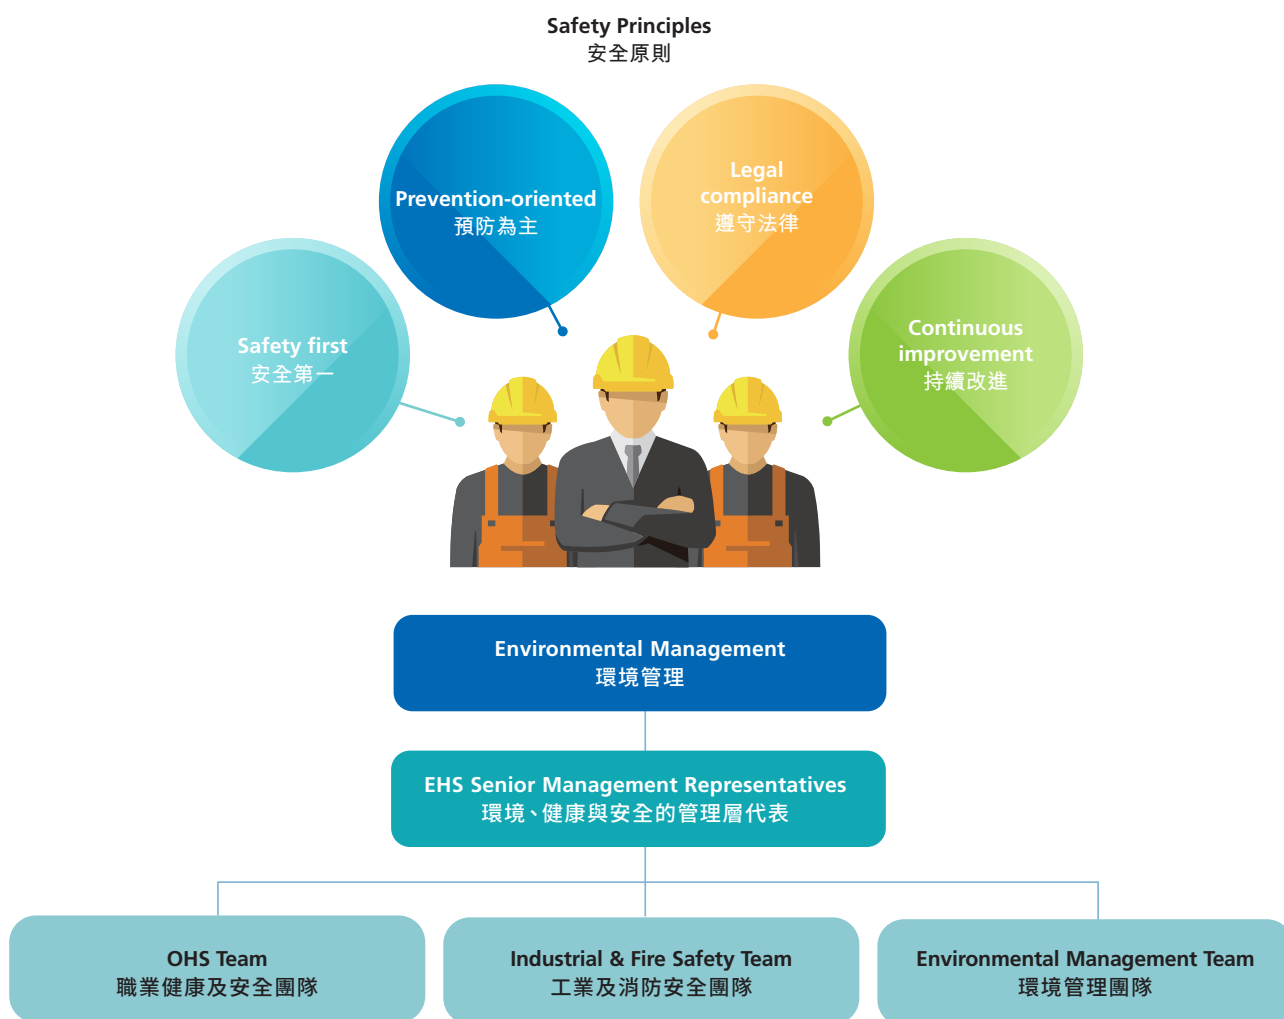 Safety Principles
安全原則
Prevention-oriented
預防為主
Legal
compliance
遵守法律
Safety first
安全第一
Continuous
improvement
持續改進
Environmental Management
環境管理
EHS Senior Management Representatives
環境、健康與安全的管理層代表
OHS Team
職業健康及安全團隊
Industrial & Fire Safety Team
工業及消防安全團隊
Environmental Management Team
環境管理團隊